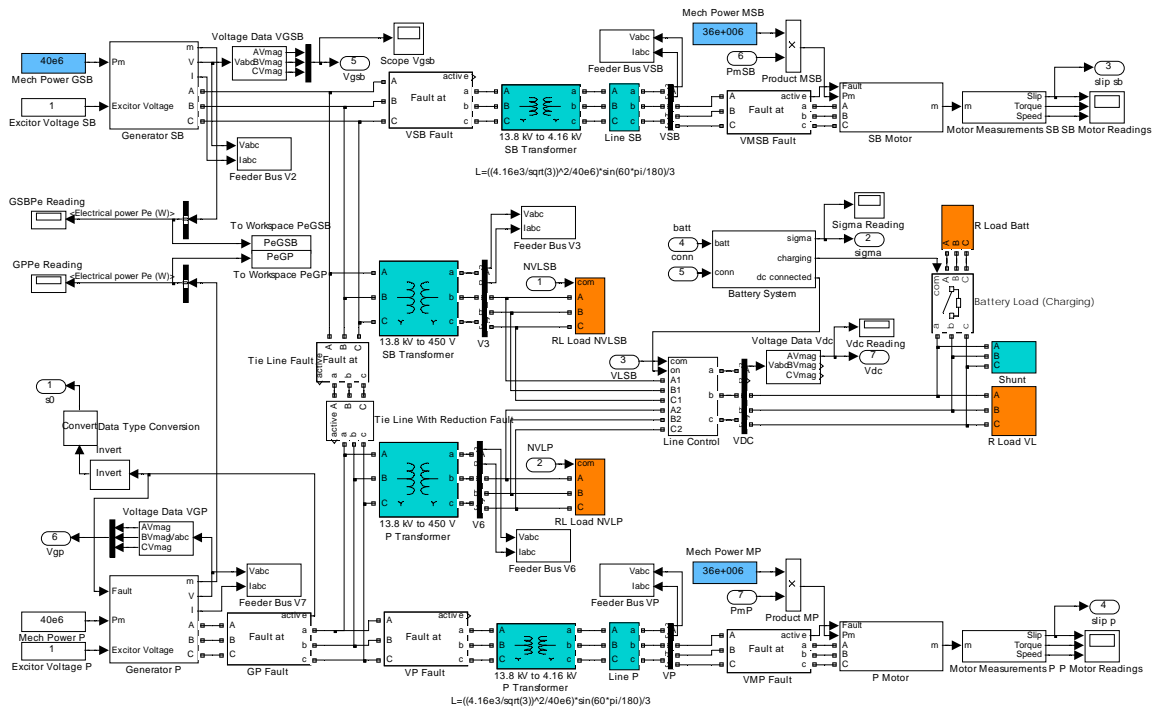 Mech Power MSB
36e+006
6
PmSB
×
Product MSB
Feeder Bus VSB
Vabc
Iabc
40e6
Mech Power GSB
1
Excitor Voltage SB
Pm
Excitor Voltage
m
V
I
A
B
C
Generator SB
Voltage Data VGSB
Vabc
AVmag
BVmag
CVmag
5
Vgsb
Scope Vgsb
active
A
B
C
Fault at
a
b
c
VSB Fault
A
B
C
a
b
c
13.8 kV to 4.16 kV
SB Transformer
A
B
C
a
b
c
Line SB
VSB
A
B
C
active
Fault at
a
b
c
VMSB Fault
Fault
Pm
A
B
C
m
SB Motor
m
Slip
Torque
Speed
Motor Measurements SB
SB Motor Readings
3
slip sb
L=((4.16e3/sqrt(3))^2/40e6)*sin(60*pi/180)/3
Vabc
Iabc
Feeder Bus V2
GSBPe Reading
<Electrical power Pe (W)>
To Workspace PeGSB
PeGSB
PeGP
To Workspace PeGP
GPPe Reading
<Electrical power Pe (W)>
Vabc
Iabc
Feeder Bus V3
A
B
C
a
b
c
13.8 kV to 450 V
SB Transformer
V3
NVLSB
1
com
A
B
C
RL Load NVLSB
batt
4
conn
5
batt
conn
sigma
charging
dc connected
Battery System
Sigma Reading
2
sigma
R Load Batt
A
B
C
com
A
B
C
a
b
c
Battery Load (Charging)
Tie Line Fault
A
B
C
Fault at
active
a
b
c
A
B
C
active
a
b
c
Tie Line With Reduction Fault
3
VLSB
com
on
A1
B1
C1
A2
B2
C2
a
b
c
Line Control
VDC
Voltage Data Vdc
Vabc
AVmag
BVmag
CVmag
Vdc Reading
7
Vdc
A
B
C
Shunt
A
B
C
R Load VL
1
s0
Convert
Data Type Conversion
Invert
Invert
A
B
C
a
b
c
13.8 kV to 450 V
P Transformer
V6
NVLP
2
com
A
B
C
RL Load NVLP
Vabc
Iabc
Feeder Bus V6
Voltage Data VGP
AVmag
BVmag
CVmag
Vabc
6
Vgp
40e6
Mech Power P
1
Excitor Voltage P
Fault
Pm
Excitor Voltage
m
V
I
A
B
C
Generator P
Vabc
Iabc
Feeder Bus V7
active
A
B
C
Fault at
a
b
c
GP Fault
active
A
B
C
Fault at
a
b
c
VP Fault
A
B
C
a
b
c
13.8 kV to 4.16 kV
P Transformer
A
B
C
a
b
c
Line P
VP
Vabc
Iabc
Feeder Bus VP
Mech Power MP
36e+006
7
PmP
×
Product MP
A
B
C
active
Fault at
a
b
c
VMP Fault
Fault
Pm
A
B
C
m
P Motor
m
Slip
Torque
Speed
Motor Measurements P
P Motor Readings
4
slip p
L=((4.16e3/sqrt(3))^2/40e6)*sin(60*pi/180)/3